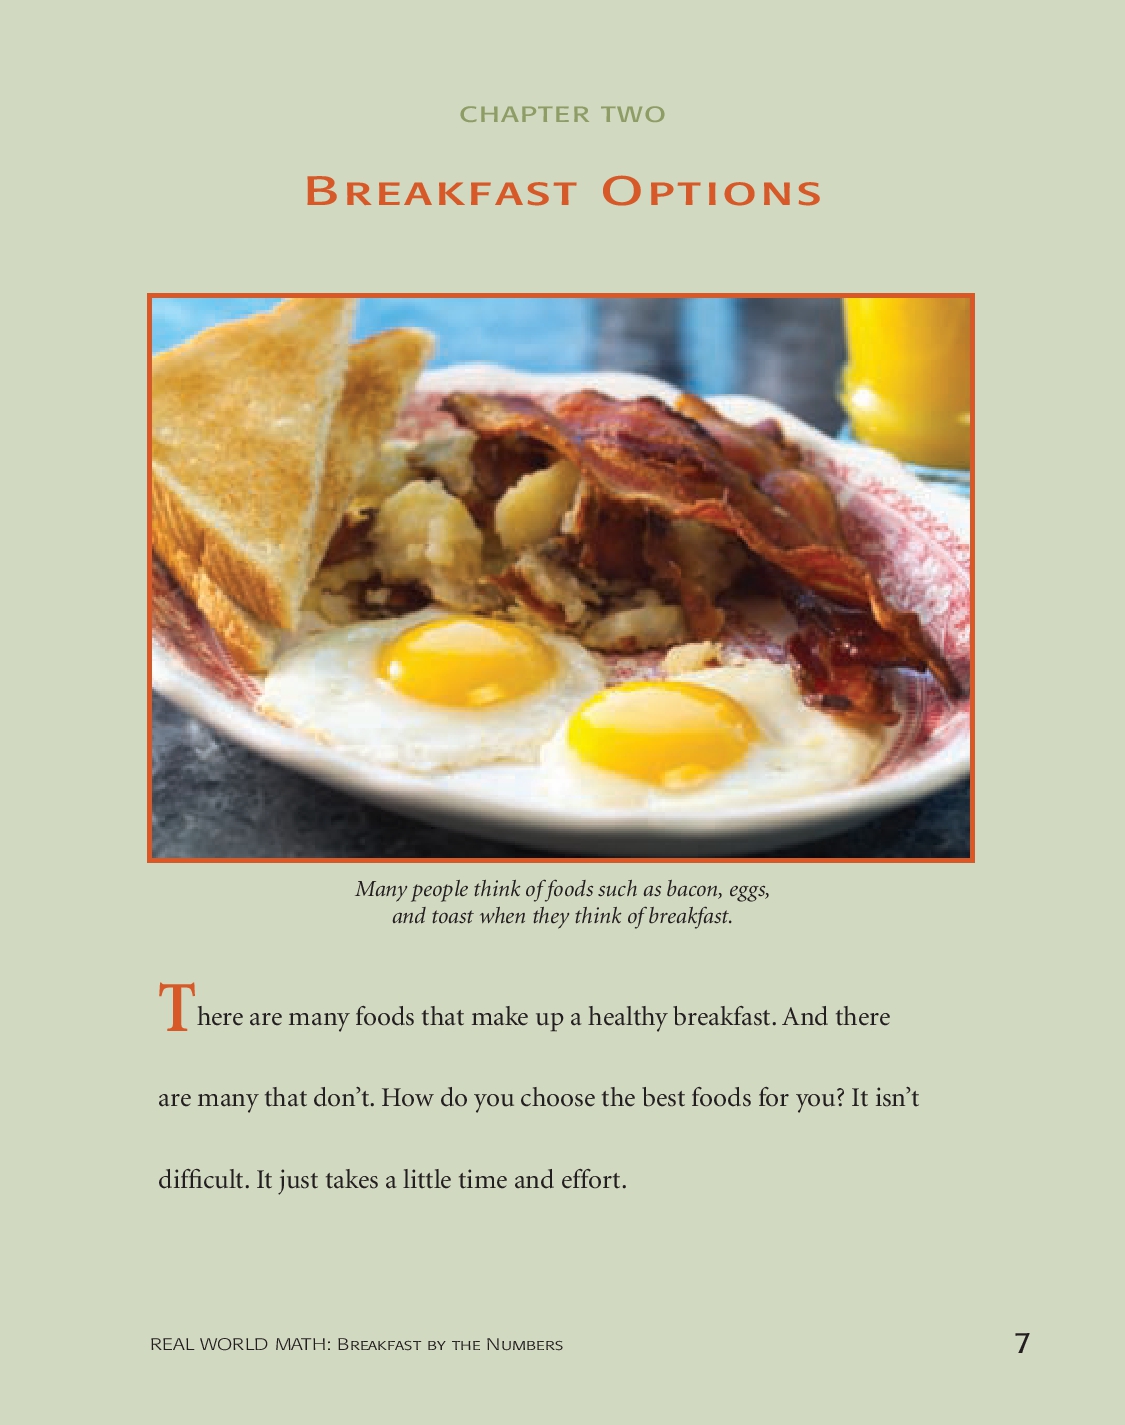 CHAPTER TWO
Breakfast Options
Many people think of foods such as bacon, eggs,
and toast when they think of breakfast.
There are many foods that make up a healthy breakfast. And there
are many that don’t. How do you choose the best foods for you? It isn’t
difficult. It just takes a little time and effort.
REAL WORLD MATH: Breakfast by the Numbers
7